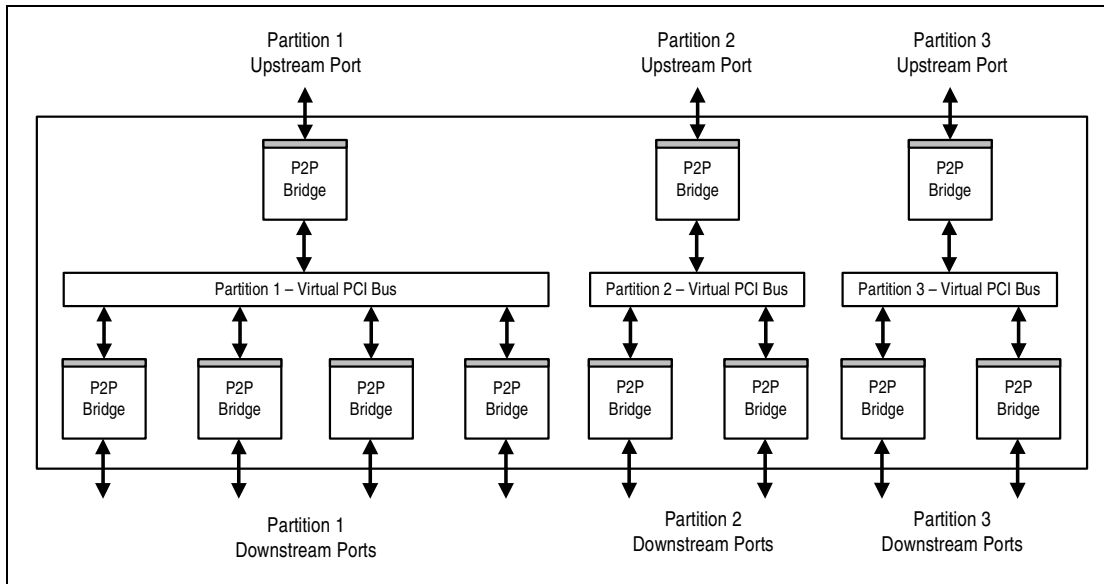 Partition 1
Upstream Port
Partition 2
Upstream Port
Partition 3
Upstream Port
P2P
Bridge
P2P
Bridge
P2P
Bridge
Partition 1 – Virtual PCI Bus
Partition 2 – Virtual PCI Bus
Partition 3 – Virtual PCI Bus
P2P
Bridge
P2P
Bridge
P2P
Bridge
P2P
Bridge
P2P
Bridge
P2P
Bridge
P2P
Bridge
P2P
Bridge
Partition 1
Downstream Ports
Partition 2
Downstream Ports
Partition 3
Downstream Ports